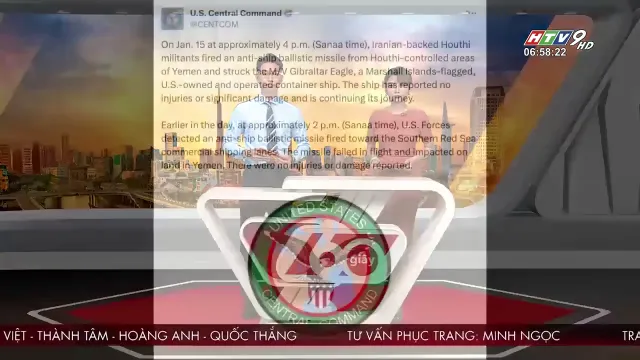 U.S. Central Command
@CENTCOM
HTV9 HD
06:58:22
On Jan. 15 at approximately 4 p.m. (Sanaa time), Iranian-backed Houthi
militants fired an anti-ship ballistic missile from Houthi-controlled areas
of Yemen and struck the M/V Gibraltar Eagle, a Marshall Islands-flagged,
U.S.-owned and operated container ship. The ship has reported no
injuries or significant damage and is continuing its journey.
Earlier in the day, at approximately 2 p.m. (Sanaa time), U.S. Forces
detected an anti-ship ballistic missile fired toward the Southern Red Sea
commercial shipping lanes. The missile failed in flight and impacted on
land in Yemen. There were no injuries or damage reported.
UNITED STATES
60
giây
CENTRAL COMMAND
VIỆT - THÀNH TÂM - HOÀNG ANH - QUỐC THẮNG TƯ VẤN PHỤC TRANG: MINH NGỌC TRA